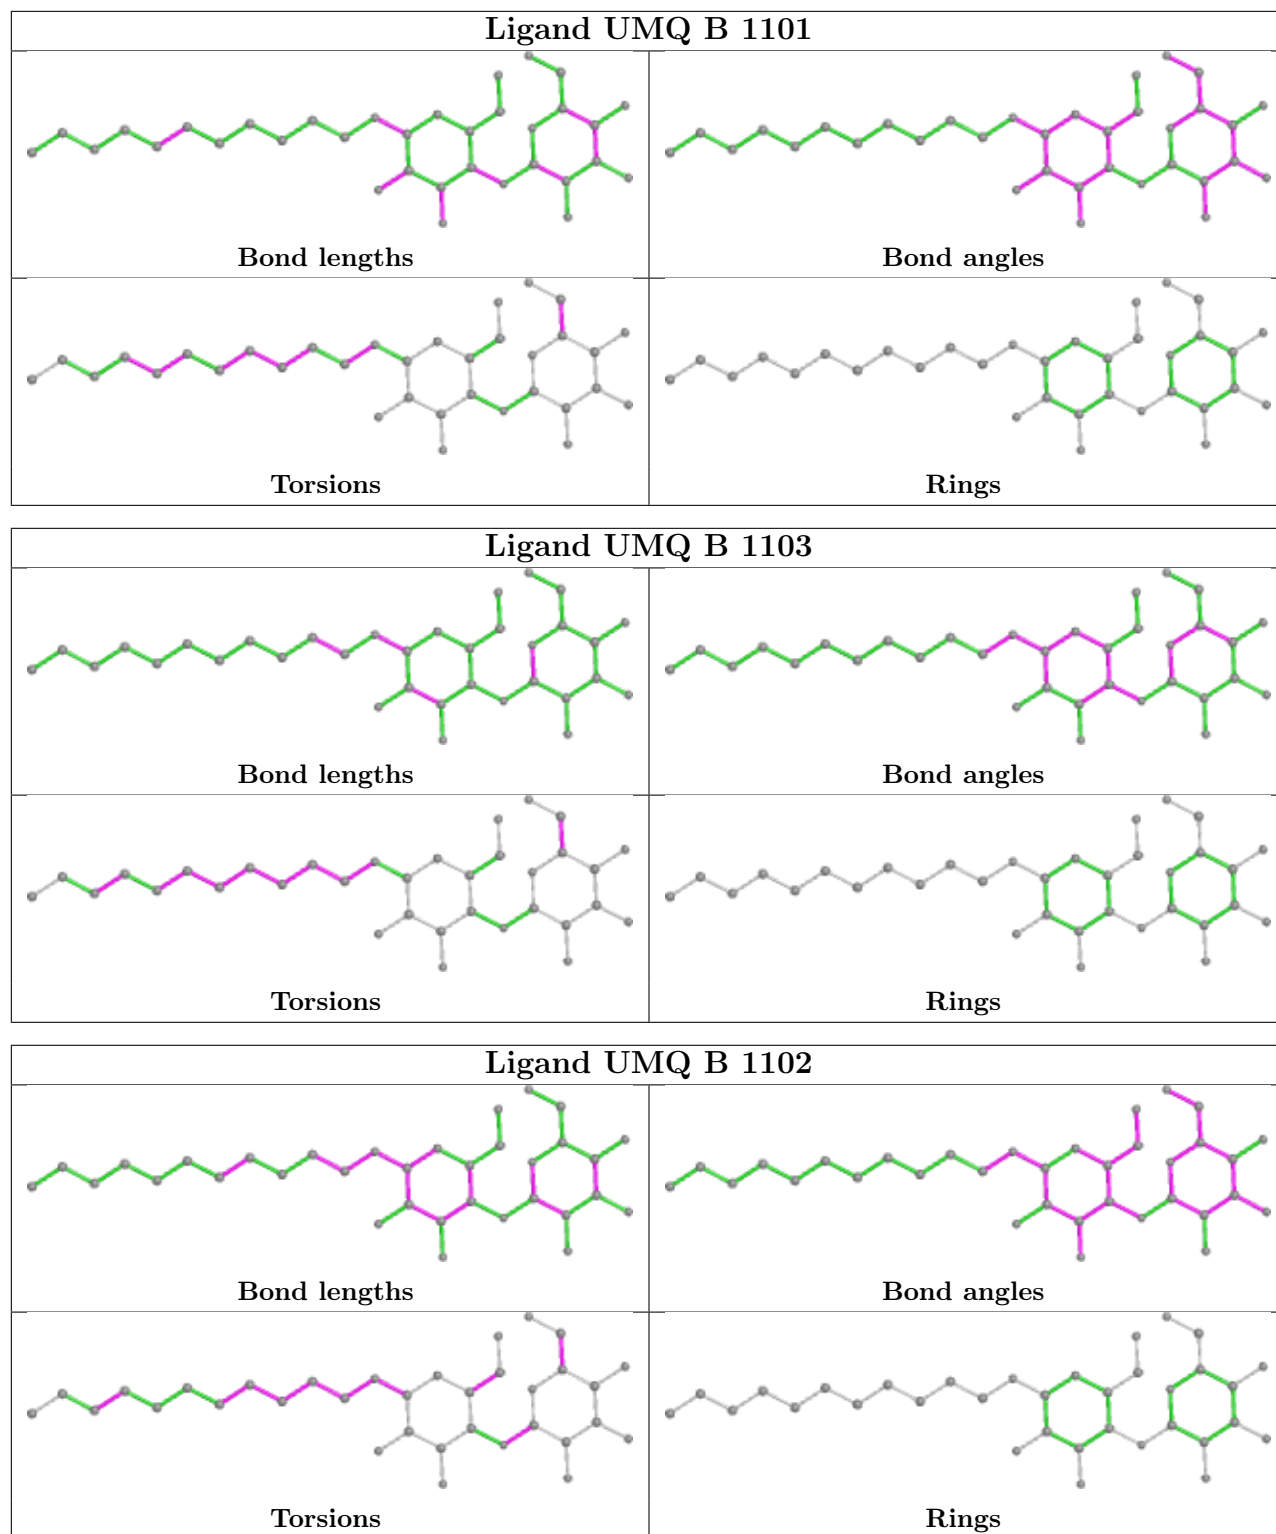 Ligand UMQ B 1101
Bond lengths
Bond angles
Torsions
Rings
Ligand UMQ B 1103
Bond lengths
Bond angles
Torsions
Rings
Ligand UMQ B 1102
Bond lengths
Bond angles
Torsions
Rings